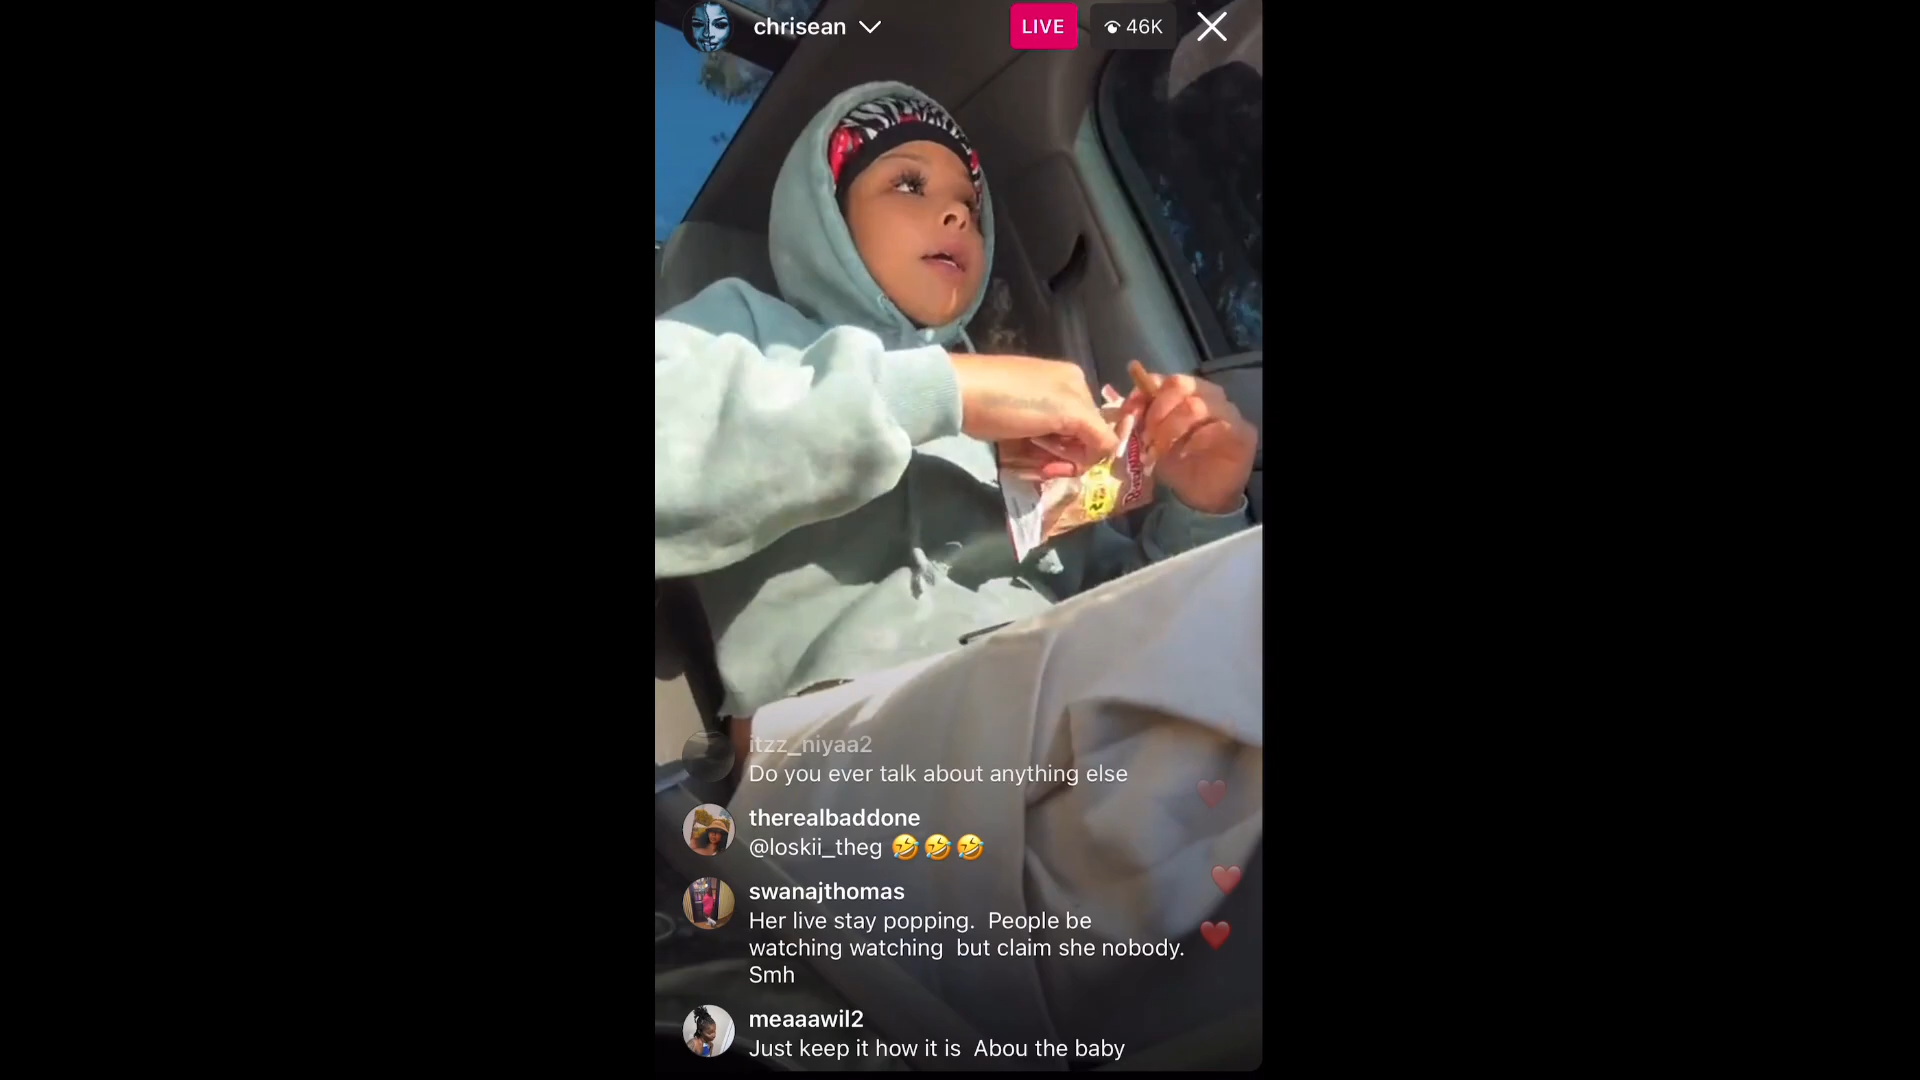 chrisean
LIVE
46K
itzz_niyaa2
Do you ever talk about anything else
therealbaddone
@loskii_theg 🤣🤣🤣
swanajthomas
Her live stay popping.  People be
watching watching  but claim she nobody.
Smh
meaaawil2
Just keep it how it is  Abou the baby